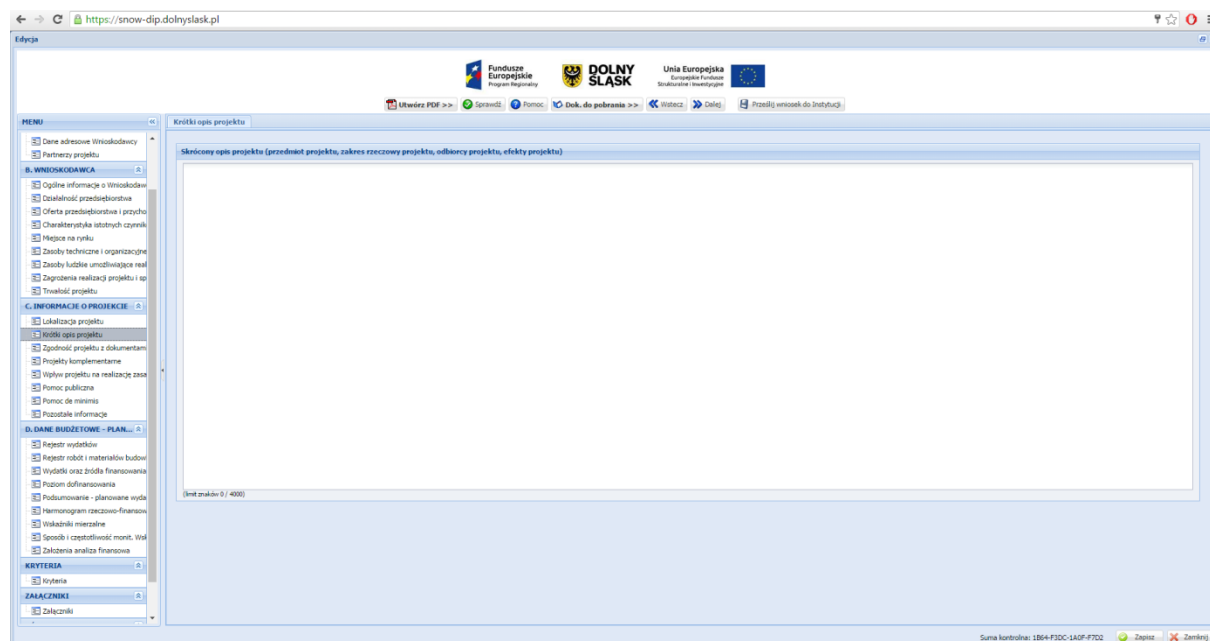 https://snow-dip.dolnyslask.pl
Edycja
Fundusze
Europejskie
Program Regionalny
DOLNY
ŚLĄSK
Unia Europejska
Europejskie Fundusze
Strukturalne i Inwestycyjne
Utwórz PDF >> Sprawdź Pomoc Dok. do pobrania >> Wstecz Dalej Prześlij wniosek do Instytucji
MENU
Dane adresowe Wnioskodawcy
Partnerzy projektu
B. WNIOSKODAWCA
Ogólne informacje o Wnioskodaw
Działalność przedsiębiorstwa
Oferta przedsiębiorstwa i przycho
Charakterystyka istotnych czynnik
Miejsce na rynku
Zasoby techniczne i organizacyjne
Zasoby ludzkie umożliwiające real
Zagrożenia realizacji projektu i sp
Trwałość projektu
C. INFORMACJE O PROJEKCIE
Lokalizacja projektu
Krótki opis projektu
Zgodność projektu z dokumentam
Projekty komplementarne
Wpływ projektu na realizację zasa
Pomoc publiczna
Pomoc de minimis
Pozostałe informacje
D. DANE BUDŻETOWE - PLAN...
Rejestr wydatków
Rejestr robót i materiałów budow
Wydatki oraz źródła finansowania
Poziom dofinansowania
Podsumowanie - planowane wyda
Harmonogram rzeczowo-finansow
Wskaźniki mierzalne
Sposób i częstotliwość monit. Wsk
Założenia analiza finansowa
KRYTERIA
Kryteria
ZAŁĄCZNIKI
Załączniki
Krótki opis projektu
Skrócony opis projektu (przedmiot projektu, zakres rzeczowy projektu, odbiorcy projektu, efekty projektu)
(limit znaków 0 / 4000)
Suma kontrolna: 1B64-F3DC-1A0F-F7D2 Zapisz Zamknij